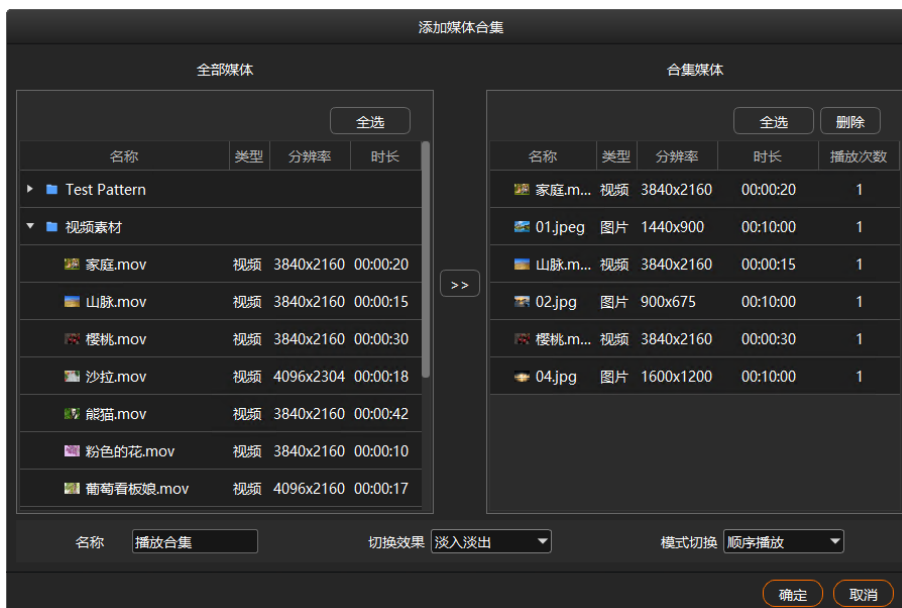 添加媒体合集
全部媒体
合集媒体
全选
全选 删除
名称 类型 分辨率 时长
名称 类型 分辨率 时长 播放次数
Test Pattern
视频素材
家庭.mov 视频 3840x2160 00:00:20
山脉.mov 视频 3840x2160 00:00:15
樱桃.mov 视频 3840x2160 00:00:30
沙拉.mov 视频 4096x2304 00:00:18
熊猫.mov 视频 3840x2160 00:00:42
粉色的花.mov 视频 3840x2160 00:00:10
葡萄看板娘.mov 视频 4096x2160 00:00:17
>>
家庭.m... 视频 3840x2160 00:00:20 1
01.jpeg 图片 1440x900 00:10:00 1
山脉.m... 视频 3840x2160 00:00:15 1
02.jpg 图片 900x675 00:10:00 1
樱桃.m... 视频 3840x2160 00:00:30 1
04.jpg 图片 1600x1200 00:10:00 1
名称 播放合集 切换效果 淡入淡出 模式切换 顺序播放
确定 取消